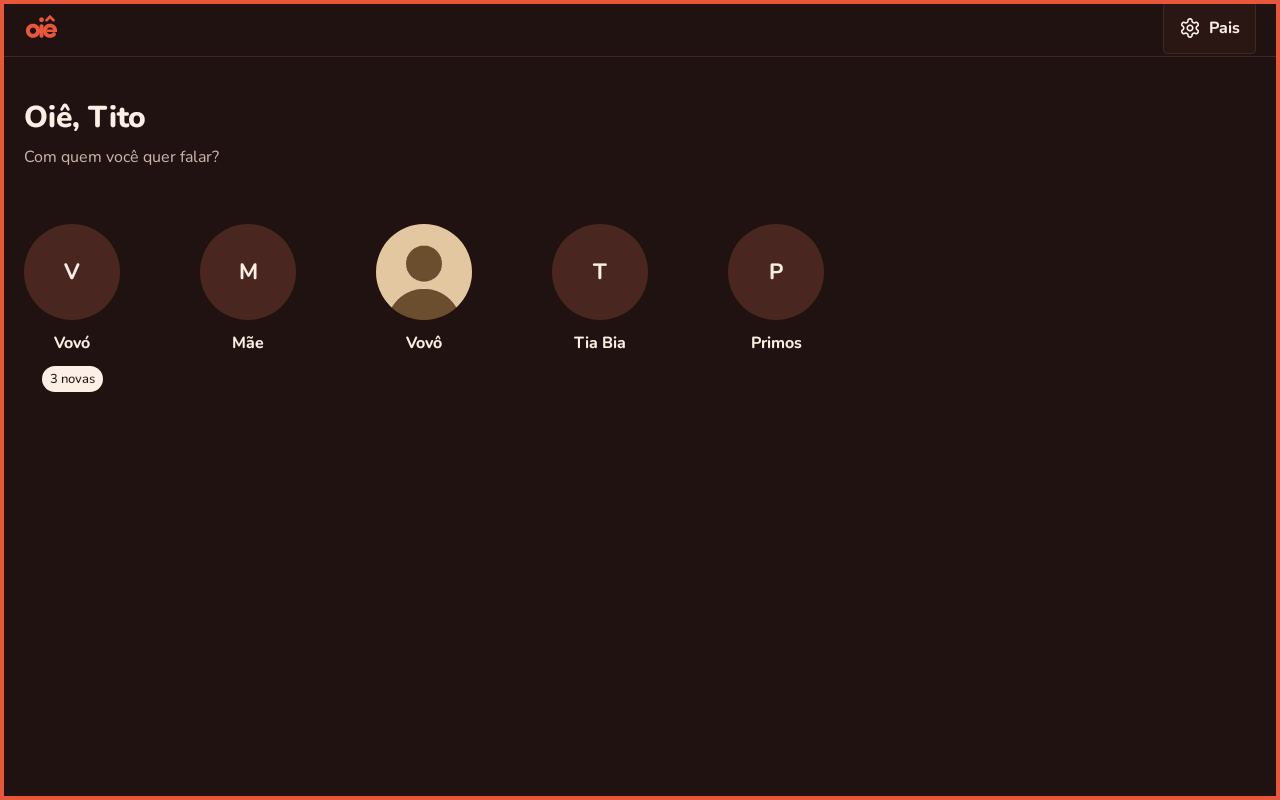 oiê
Pais
Oiê, Tito
Com quem você quer falar?
V
M
T
P
Vovó
Mãe
Vovô
Tia Bia
Primos
3 novas